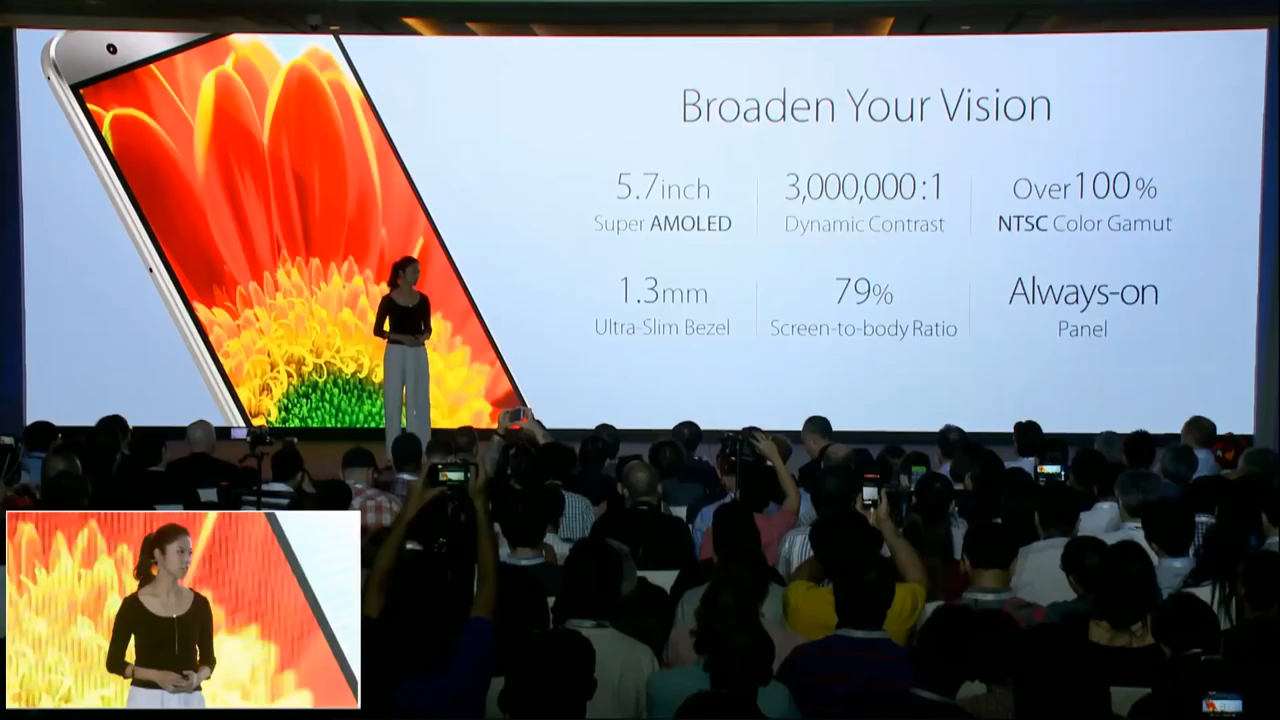 Broaden Your Vision
5.7inch
Super AMOLED
3,000,000:1
Dynamic Contrast
Over 100%
NTSC Color Gamut
1.3mm
Ultra-Slim Bezel
79%
Screen-to-body Ratio
Always-on
Panel